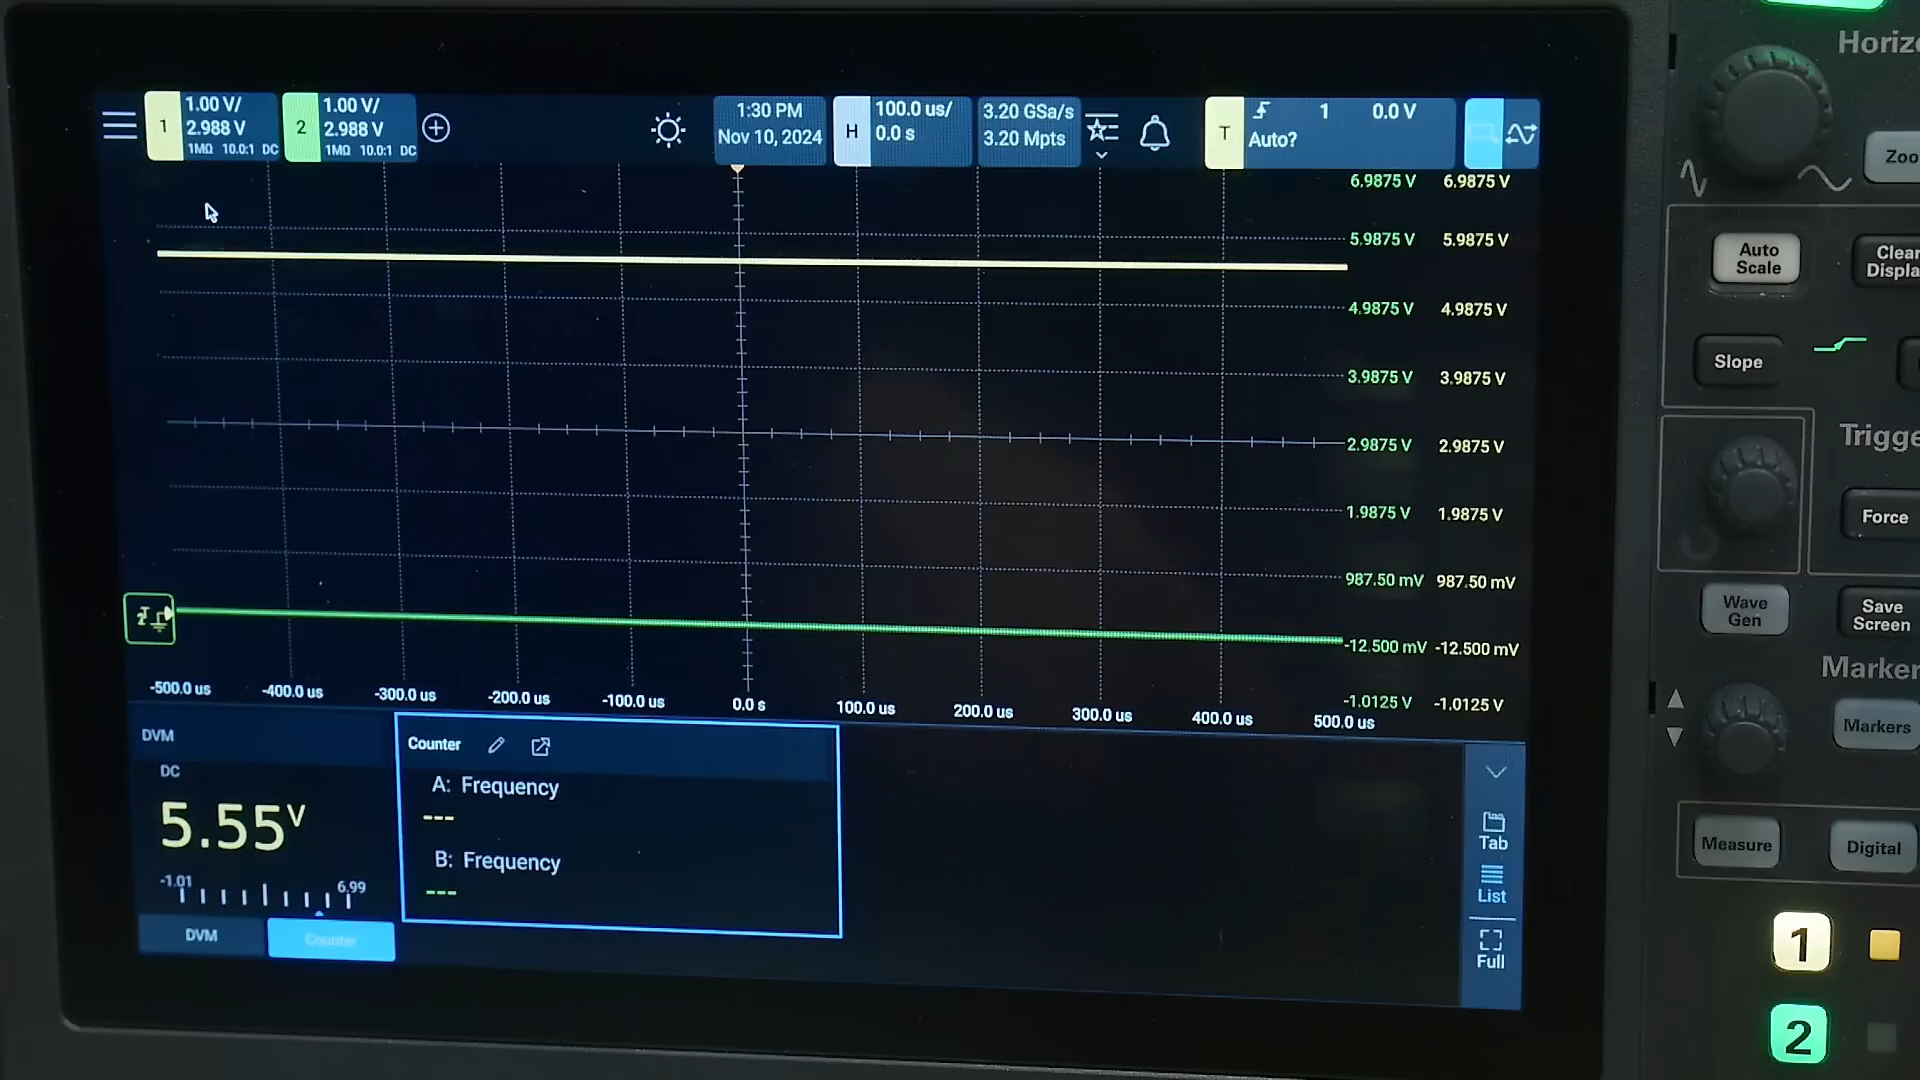 1
1.00 V/
2.988 V
1MΩ 10.0:1 DC
2
1.00 V/
2.988 V
1MΩ 10.0:1 DC
1:30 PM
Nov 10, 2024
H
100.0 us/
0.0 s
3.20 GSa/s
3.20 Mpts
T
1
0.0 V
Auto?
6.9875 V 6.9875 V
5.9875 V 5.9875 V
4.9875 V 4.9875 V
3.9875 V 3.9875 V
2.9875 V 2.9875 V
1.9875 V 1.9875 V
987.50 mV 987.50 mV
-12.500 mV -12.500 mV
-1.0125 V -1.0125 V
-500.0 us -400.0 us -300.0 us -200.0 us -100.0 us 0.0 s 100.0 us 200.0 us 300.0 us 400.0 us 500.0 us
DVM
DC
5.55 V
-1.01 6.99
DVM
Counter
Counter
A: Frequency
---
B: Frequency
---
Tab
List
Full
Horiz
Zoo
Auto
Scale
Clear
Displa
Slope
Trigge
Force
Wave
Gen
Save
Screen
Marker
Markers
Measure
Digital
1
2